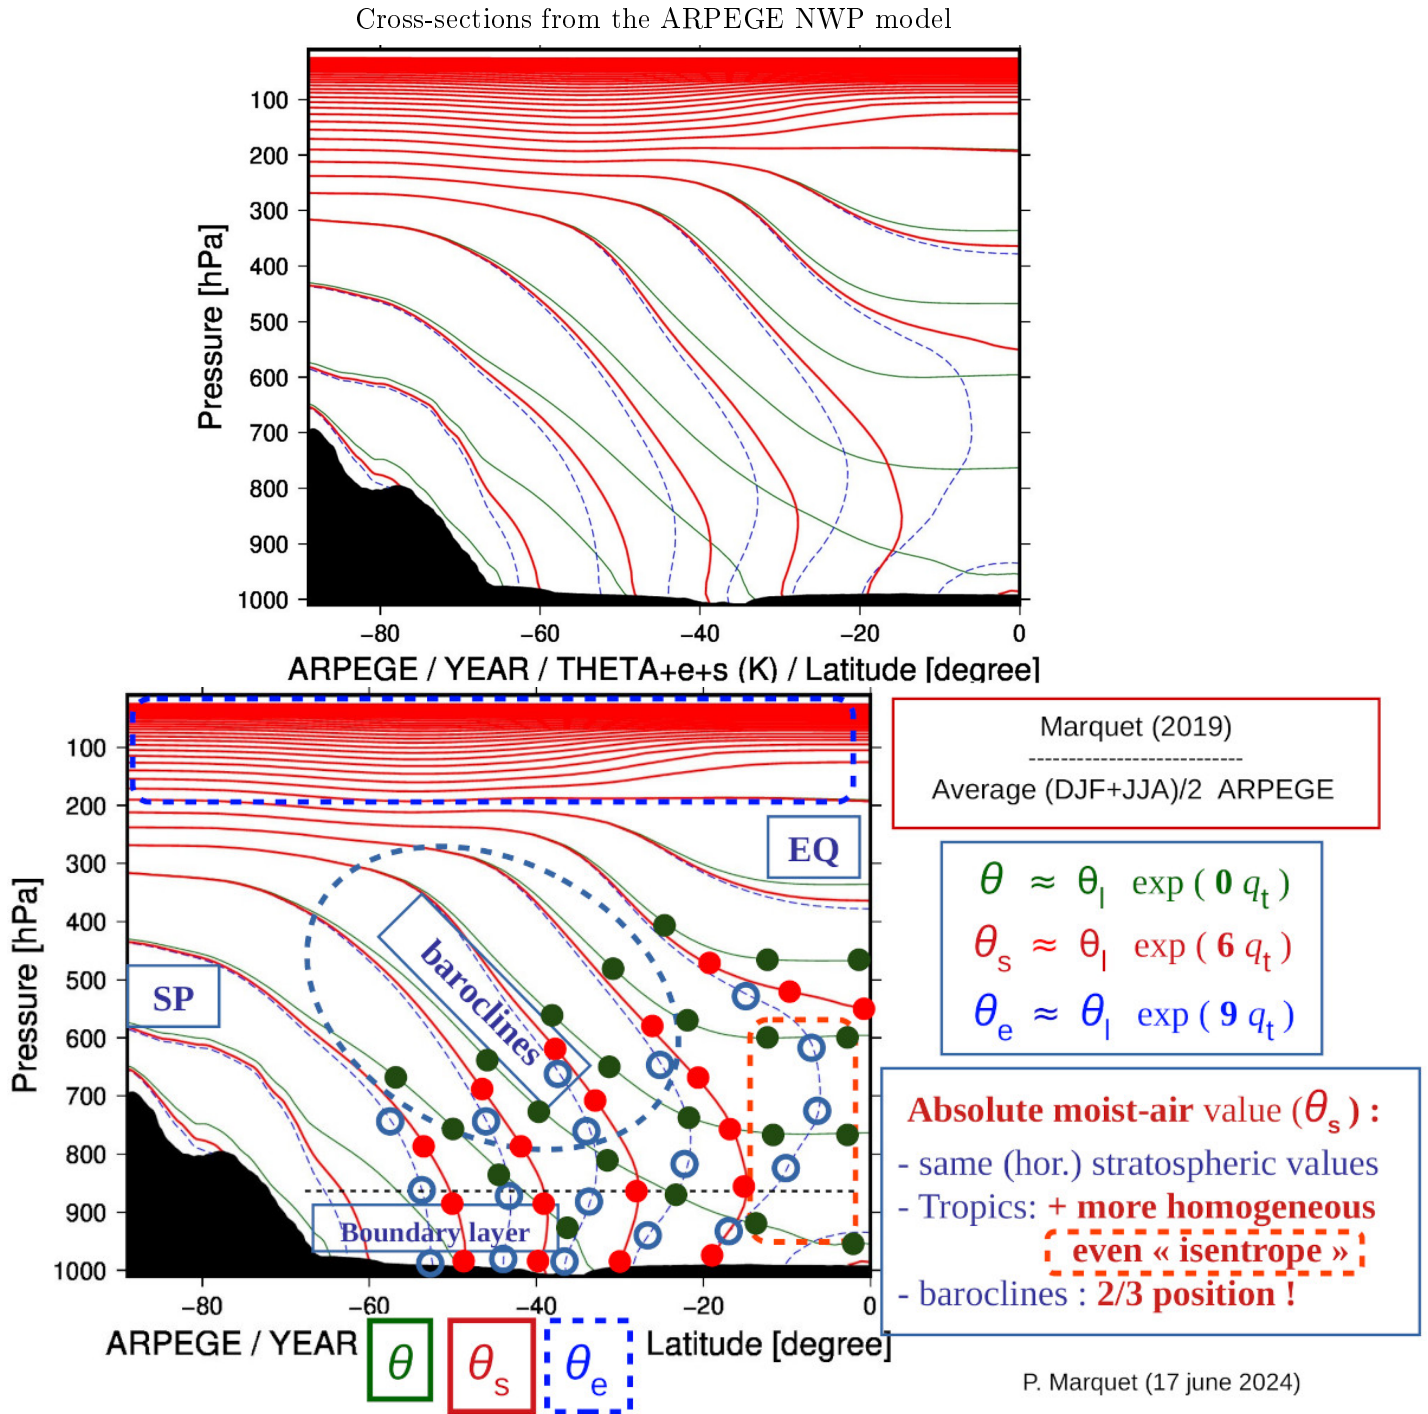 Cross-sections from the ARPEGE NWP model
Pressure [hPa]
100
200
300
400
500
600
700
800
900
1000
−80
−60
−40
−20
0
ARPEGE / YEAR / THETA+e+s (K) / Latitude [degree]
Pressure [hPa]
100
200
300
400
500
600
700
800
900
1000
EQ
SP
baroclines
Boundary layer
−80
−60
−40
−20
0
ARPEGE / YEAR
θ
θs
θe
Latitude [degree]
Marquet (2019)
--------------------------
Average (DJF+JJA)/2 ARPEGE
θ ≈ θl exp ( 0 qt )
θs ≈ θl exp ( 6 qt )
θe ≈ θl exp ( 9 qt )
Absolute moist-air value (θs ) :
- same (hor.) stratospheric values
- Tropics: + more homogeneous
even « isentrope »
- baroclines : 2/3 position !
P. Marquet (17 june 2024)